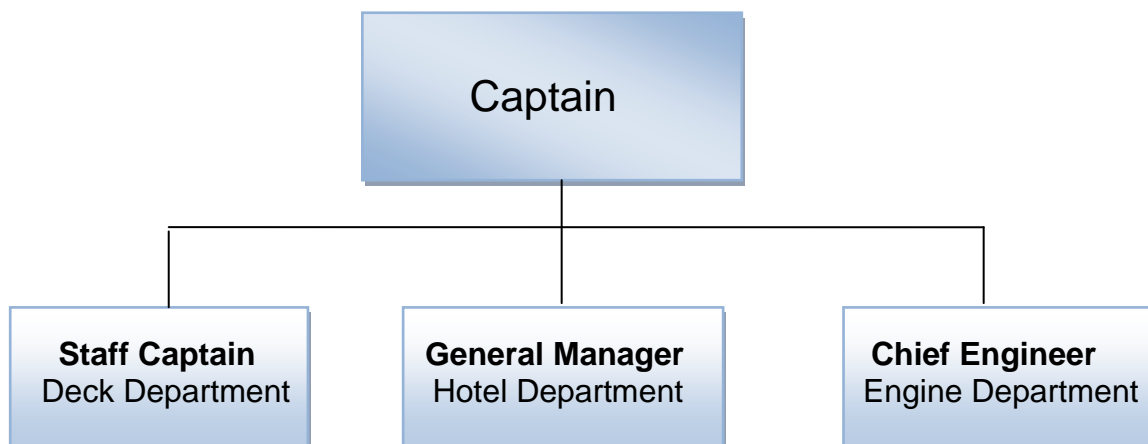 Captain
Staff Captain
Deck Department
General Manager
Hotel Department
Chief Engineer
Engine Department